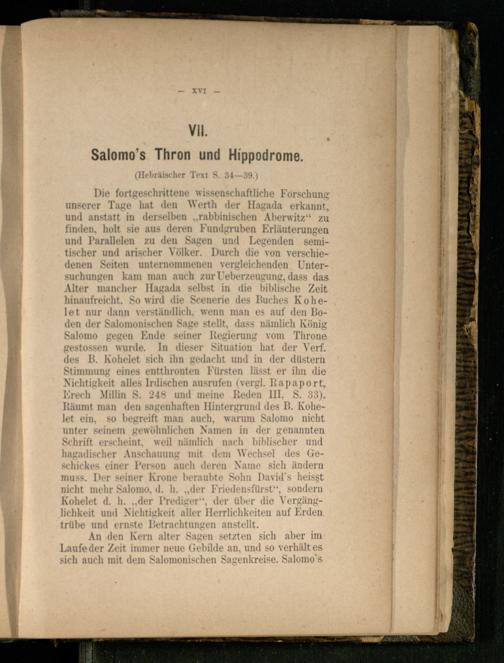 — XVI —
VII.
Salomo's Thron und Hippodrome.
(Hebräischer Text S. 34—39.)
Die fortgeschrittene wissenschaftliche Forschung
unserer Tage hat den Werth der Hagada erkannt,
und anstatt in derselben „rabbinischen Aberwitz“ zu
finden, holt sie aus deren Fundgruben Erläuterungen
und Parallelen zu den Sagen und Legenden semi-
tischer und arischer Völker. Durch die von verschie-
denen Seiten unternommenen vergleichenden Unter-
suchungen kam man auch zur Ueberzeugung, dass das
Alter mancher Hagada selbst in die biblische Zeit
hinaufreicht. So wird die Scenerie des Buches Kohe-
let nur dann verständlich, wenn man es auf den Bo-
den der Salomonischen Sage stellt, dass nämlich König
Salomo gegen Ende seiner Regierung vom Throne
gestossen wurde. In dieser Situation hat der Verf.
des B. Kohelet sich ihn gedacht und in der düstern
Stimmung eines entthronten Fürsten lässt er ihn die
Nichtigkeit alles Irdischen ausrufen (vergl. Rapaport,
Erech Millin S. 248 und meine Reden III, S. 33).
Räumt man den sagenhaften Hintergrund des B. Kohe-
let ein, so begreift man auch, warum Salomo nicht
unter seinem gewöhnlichen Namen in der genannten
Schrift erscheint, weil nämlich nach biblischer und
hagadischer Anschauung mit dem Wechsel des Ge-
schickes einer Person auch deren Name sich ändern
muss. Der seiner Krone beraubte Sohn David's heisst
nicht mehr Salomo, d. h. „der Friedensfürst“, sondern
Kohelet d. h. „der Prediger“, der über die Vergäng-
lichkeit und Nichtigkeit aller Herrlichkeiten auf Erden
trübe und ernste Betrachtungen anstellt.
An den Kern alter Sagen setzten sich aber im
Laufe der Zeit immer neue Gebilde an, und so verhält es
sich auch mit dem Salomonischen Sagenkreise. Salomo's